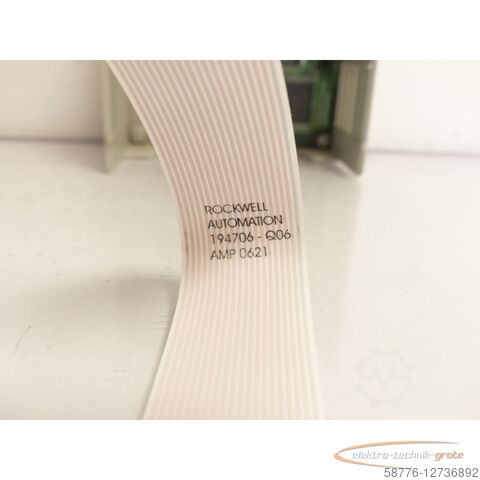 ROCKWELL
AUTOMATION
194706 - Q06
AMP 0621
elektro-technik-grote
58776-12736892